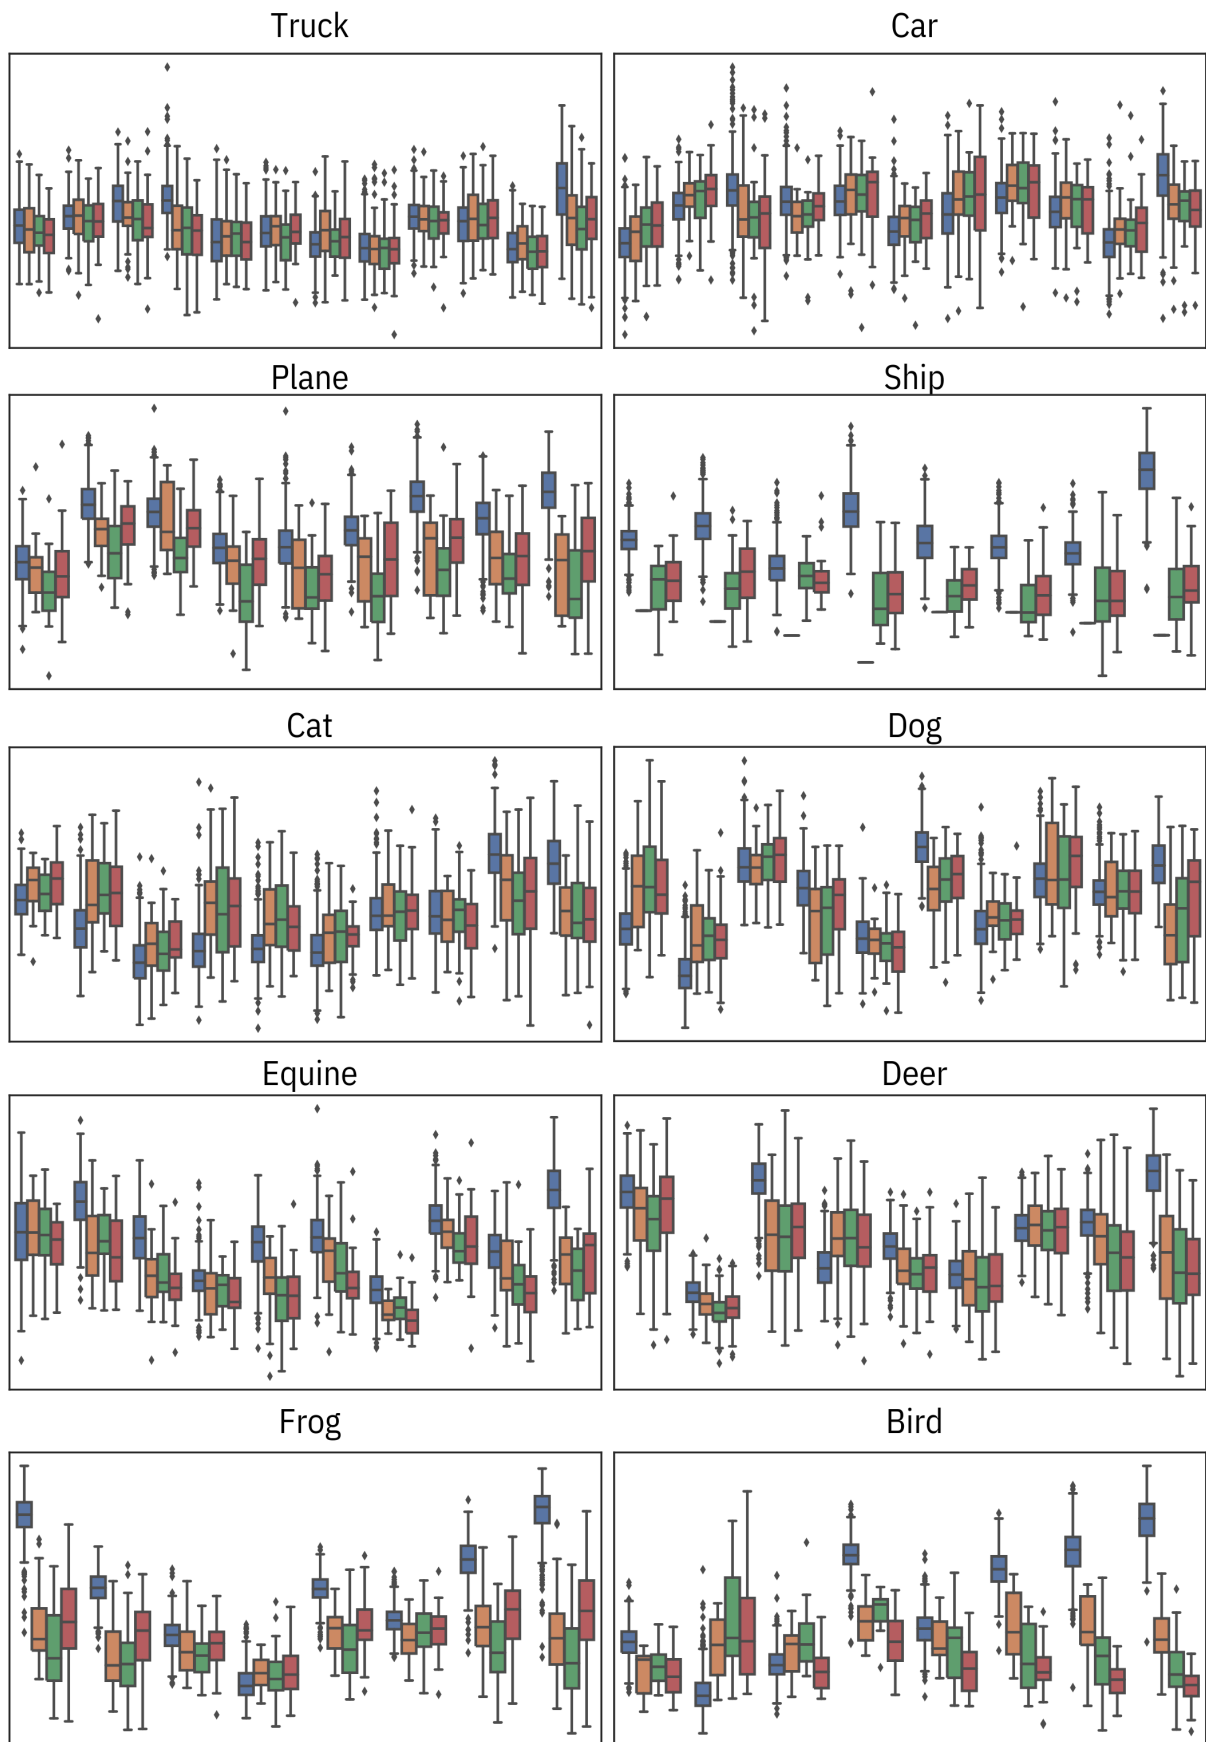 Truck
Car
Plane
Ship
Cat
Dog
Equine
Deer
Frog
Bird